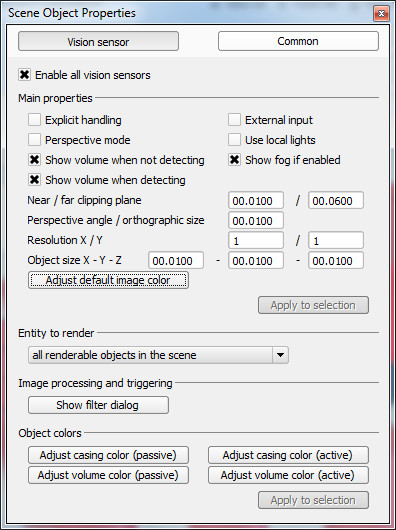 Scene Object Properties
Vision sensor Common
Enable all vision sensors
Main properties
Explicit handling External input
Perspective mode Use local lights
Show volume when not detecting Show fog if enabled
Show volume when detecting
Near / far clipping plane 00.0100 / 00.0600
Perspective angle / orthographic size 00.0100
Resolution X / Y 1 / 1
Object size X - Y - Z 00.0100 - 00.0100 - 00.0100
Adjust default image color
Apply to selection
Entity to render
all renderable objects in the scene
Image processing and triggering
Show filter dialog
Object colors
Adjust casing color (passive) Adjust casing color (active)
Adjust volume color (passive) Adjust volume color (active)
Apply to selection